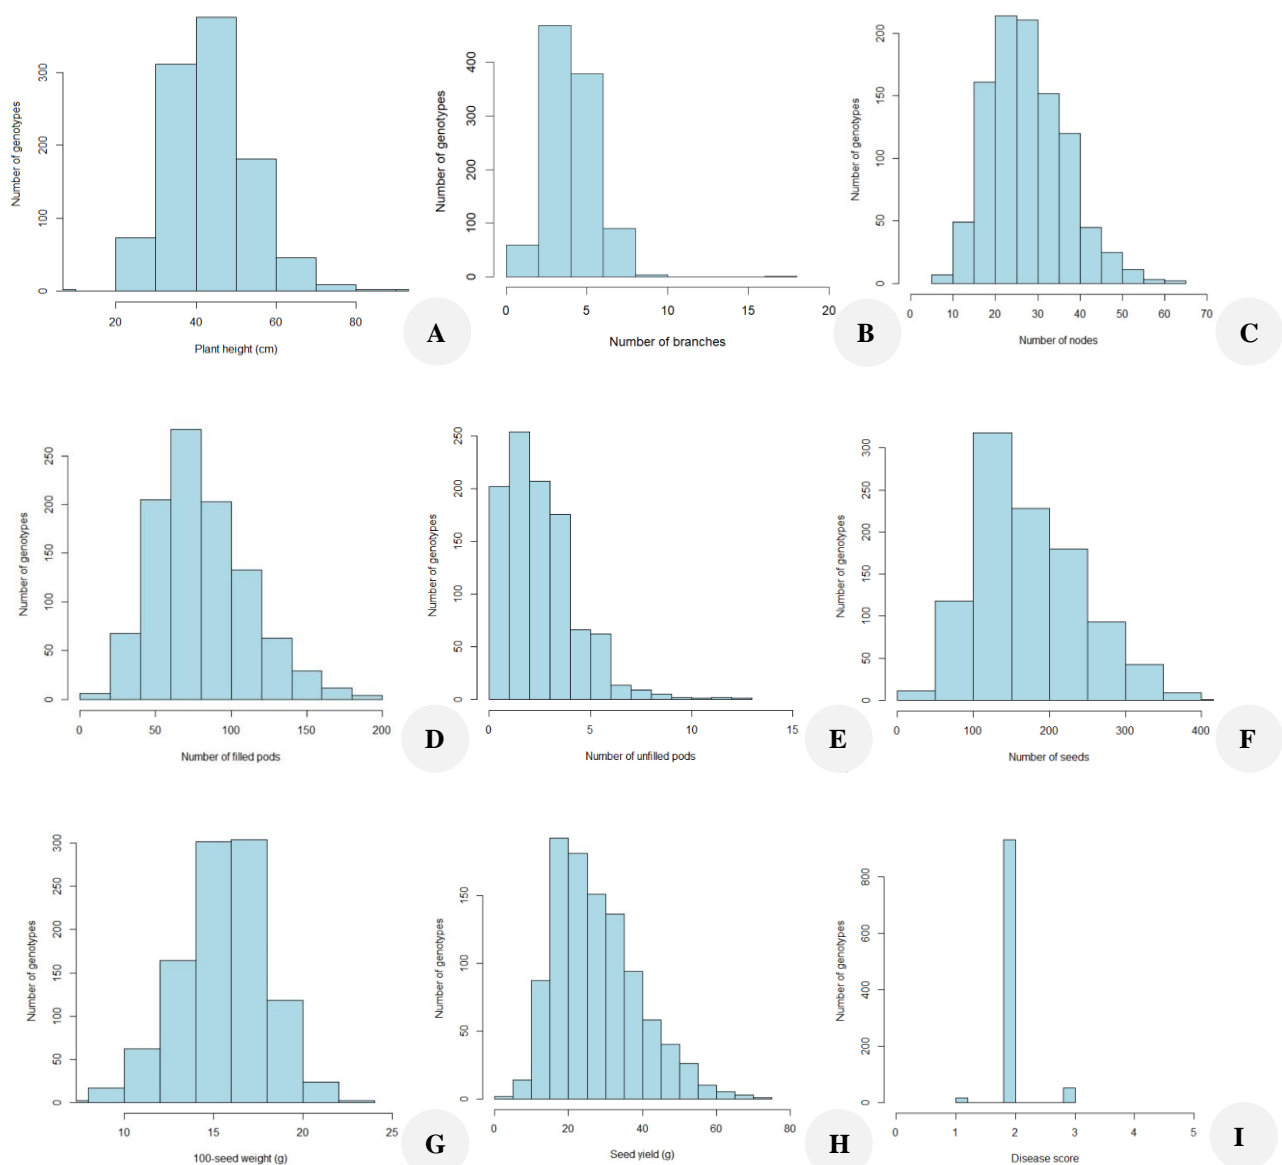 Number of genotypes
0 100 200 300
20 40 60 80
Plant height (cm)
A
Number of genotypes
0 100 200 300 400
0 5 10 15 20
Number of branches
B
Number of genotypes
0 50 100 150 200
0 10 20 30 40 50 60 70
Number of nodes
C
Number of genotypes
0 50 100 150 200 250
0 50 100 150 200
Number of filled pods
D
Number of genotypes
0 50 100 150 200 250
0 5 10 15
Number of unfilled pods
E
Number of genotypes
0 50 100 150 200 250 300
0 100 200 300 400
Number of seeds
F
Number of genotypes
0 50 100 150 200 250 300
10 15 20 25
100-seed weight (g)
G
Number of genotypes
0 50 100 150
0 20 40 60 80
Seed yield (g)
H
Number of genotypes
0 200 400 600 800
0 1 2 3 4 5
Disease score
I